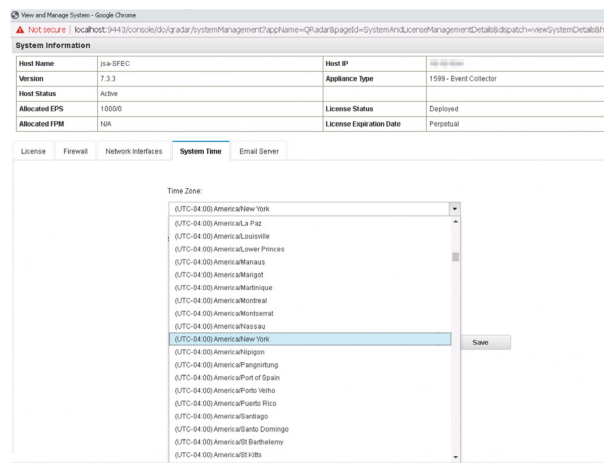 View and Manage System - Google Chrome
Not secure | localhost:9443/console/do/qradar/systemManagement?appName=QRadar&pageId=SystemAndLicenseManagementDetails&dispatch=viewSystemDetails&h
System Information
Host Name jsa-SFEC Host IP
Version 7.3.3 Appliance Type 1599 - Event Collector
Host Status Active
Allocated EPS 1000/0 License Status Deployed
Allocated FPM N/A License Expiration Date Perpetual
License Firewall Network Interfaces System Time Email Server
Time Zone:
(UTC-04:00) America/New York
(UTC-04:00) America/La Paz
(UTC-04:00) America/Louisville
(UTC-04:00) America/Lower Princes
(UTC-04:00) America/Manaus
(UTC-04:00) America/Marigot
(UTC-04:00) America/Martinique
(UTC-04:00) America/Montreal
(UTC-04:00) America/Montserrat
(UTC-04:00) America/Nassau
(UTC-04:00) America/New York
Save
(UTC-04:00) America/Nipigon
(UTC-04:00) America/Pangnirtung
(UTC-04:00) America/Port of Spain
(UTC-04:00) America/Porto Velho
(UTC-04:00) America/Puerto Rico
(UTC-04:00) America/Santiago
(UTC-04:00) America/Santo Domingo
(UTC-04:00) America/St Barthelemy
(UTC-04:00) America/St Kitts